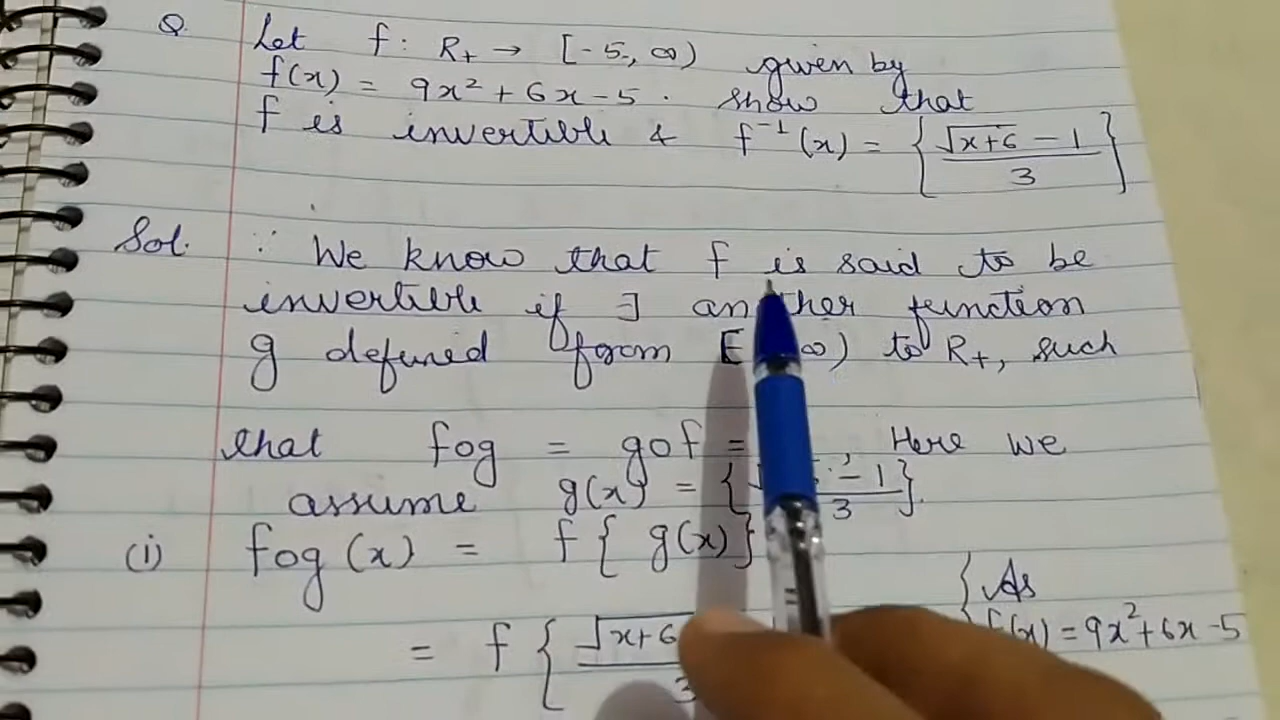 Q Let f: R₊ → [-5, ∞) given by
f(x) = 9x² + 6x - 5. show that
f is invertible & f⁻¹(x) = {(√x+6 - 1)/3}
Sol. ∵ We know that f is said to be
invertible if ∃ another function
g defined from [ ∞) to R₊, such
that fog = gof = , Here we
assume g(x) = { - 1 / 3}.
(i) fog(x) = f{ g(x)}
{As
= f { √x+6 / 3 f(x) = 9x²+6x-5